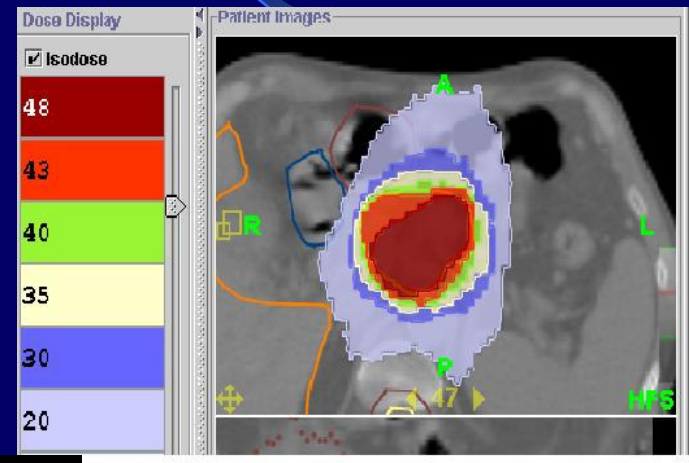 Dose Display
Isodose
48
43
40
35
30
20
Patient Images
A
R
L
P
47
HFS